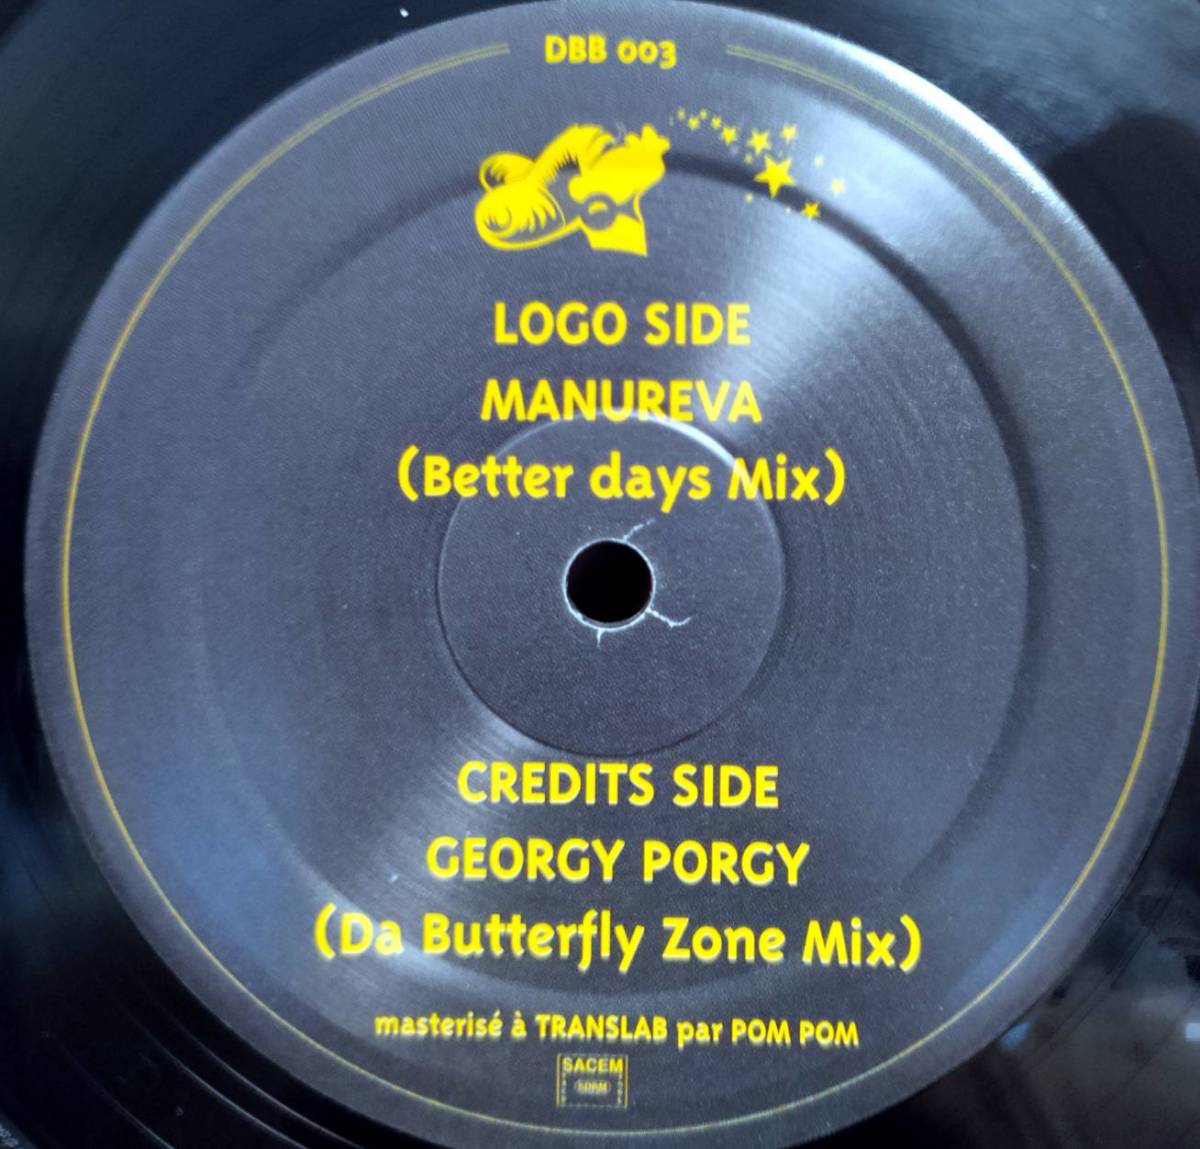 DBB 003
LOGO SIDE
MANUREVA
(Better days Mix)
CREDITS SIDE
GEORGY PORGY
(Da Butterfly Zone Mix)
masterisé à TRANSLAB par POM POM
SACEM
SDRM